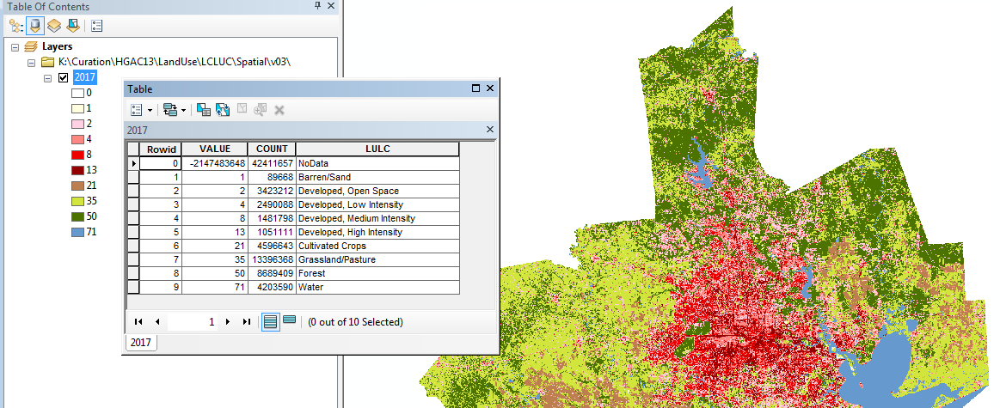 Table Of Contents
Layers
K:\Curation\HGAC13\LandUse\LCLUC\Spatial\v03\
2017
0
1
2
4
8
13
21
35
50
71
Table
2017
Rowid VALUE COUNT LULC
0 -2147483648 42411657 NoData
1 1 89668 Barren/Sand
2 2 3423212 Developed, Open Space
3 4 2490088 Developed, Low Intensity
4 8 1481798 Developed, Medium Intensity
5 13 1051111 Developed, High Intensity
6 21 4596643 Cultivated Crops
7 35 13396368 Grassland/Pasture
8 50 8689409 Forest
9 71 4203590 Water
1 (0 out of 10 Selected)
2017